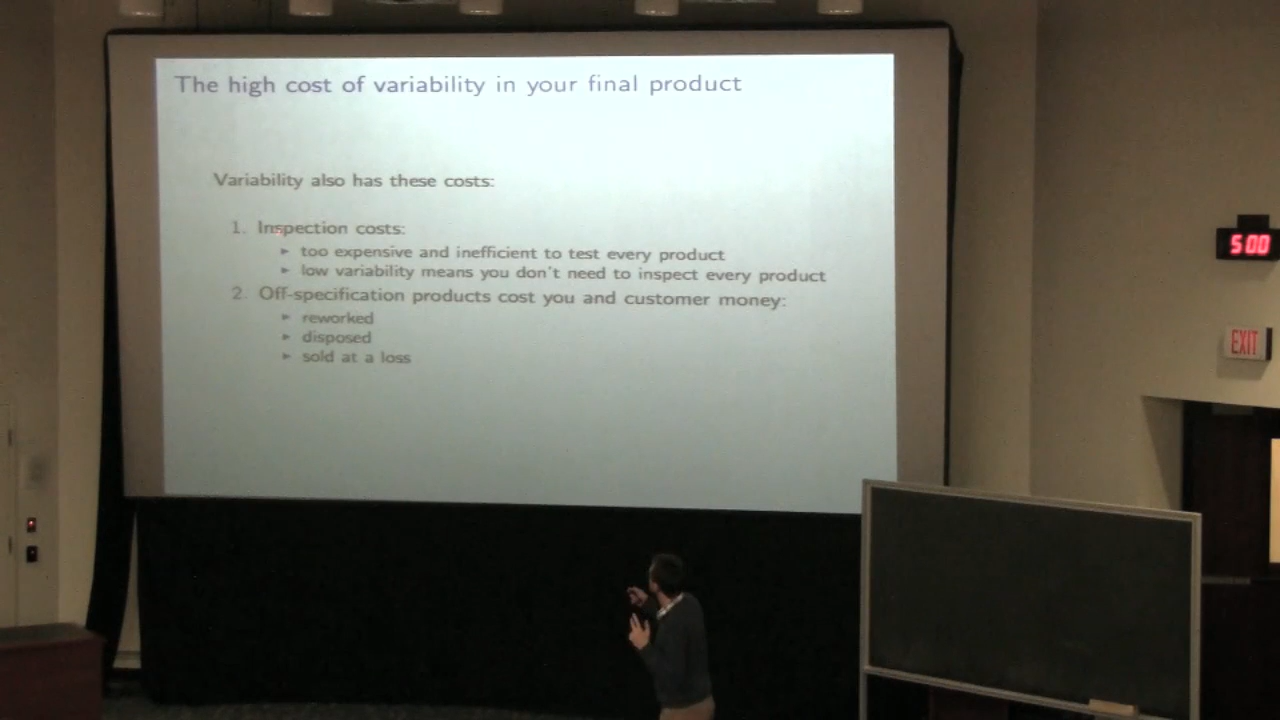 The high cost of variability in your final product
Variability also has these costs:
1. Inspection costs:
► too expensive and inefficient to test every product
► low variability means you don't need to inspect every product
2. Off-specification products cost you and customer money:
► reworked
► disposed
► sold at a loss
5:00
EXIT